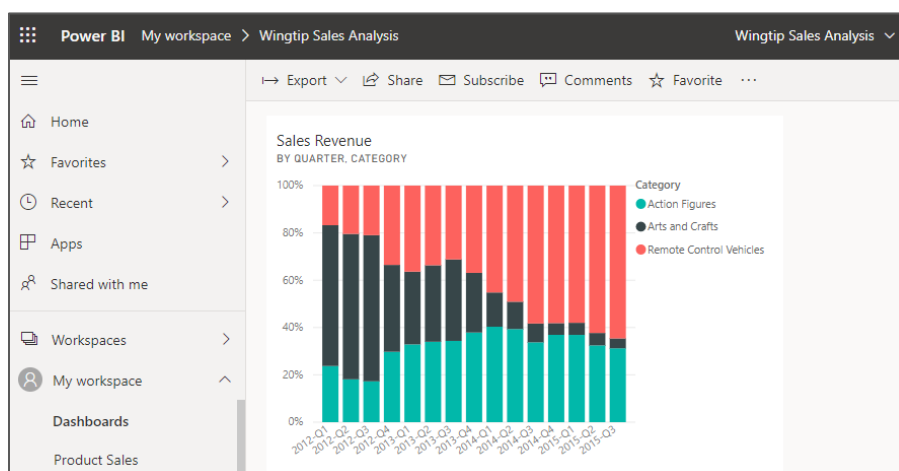 Power BI My workspace > Wingtip Sales Analysis Wingtip Sales Analysis
Export Share Subscribe Comments Favorite ...
Home
Favorites
Recent
Apps
Shared with me
Workspaces
My workspace
Dashboards
Product Sales
Sales Revenue
BY QUARTER, CATEGORY
100%
80%
60%
40%
20%
0%
2012-Q1 2012-Q2 2012-Q3 2012-Q4 2013-Q1 2013-Q2 2013-Q3 2013-Q4 2014-Q1 2014-Q2 2014-Q3 2014-Q4 2015-Q1 2015-Q2 2015-Q3
Category
Action Figures
Arts and Crafts
Remote Control Vehicles